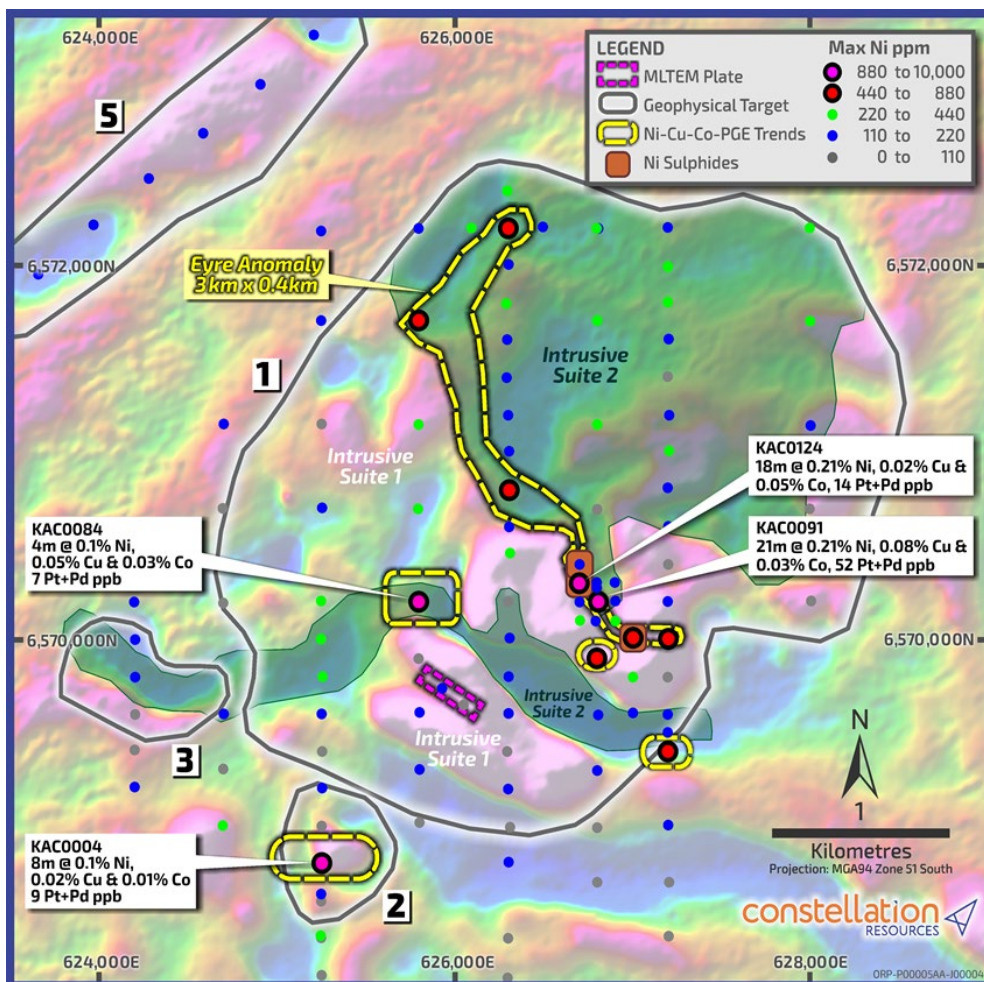 624,000E
626,000E
LEGEND
MLTEM Plate
Geophysical Target
Ni-Cu-Co-PGE Trends
Ni Sulphides
Max Ni ppm
880 to 10,000
440 to 880
220 to 440
110 to 220
0 to 110
5
6,572,000N
6,572,000N
Eyre Anomaly
3km x 0.4km
1
Intrusive
Suite 2
Intrusive
Suite 1
KAC0124
18m @ 0.21% Ni, 0.02% Cu &
0.05% Co, 14 Pt+Pd ppb
KAC0091
21m @ 0.21% Ni, 0.08% Cu &
0.03% Co, 52 Pt+Pd ppb
KAC0084
4m @ 0.1% Ni,
0.05% Cu & 0.03% Co
7 Pt+Pd ppb
6,570,000N
6,570,000N
Intrusive
Suite 2
Intrusive
Suite 1
3
N
1
Kilometres
Projection: MGA94 Zone 51 South
KAC0004
8m @ 0.1% Ni,
0.02% Cu & 0.01% Co
9 Pt+Pd ppb
2
constellation
RESOURCES
624,000E
626,000E
628,000E
ORP-P00005AA-J00004